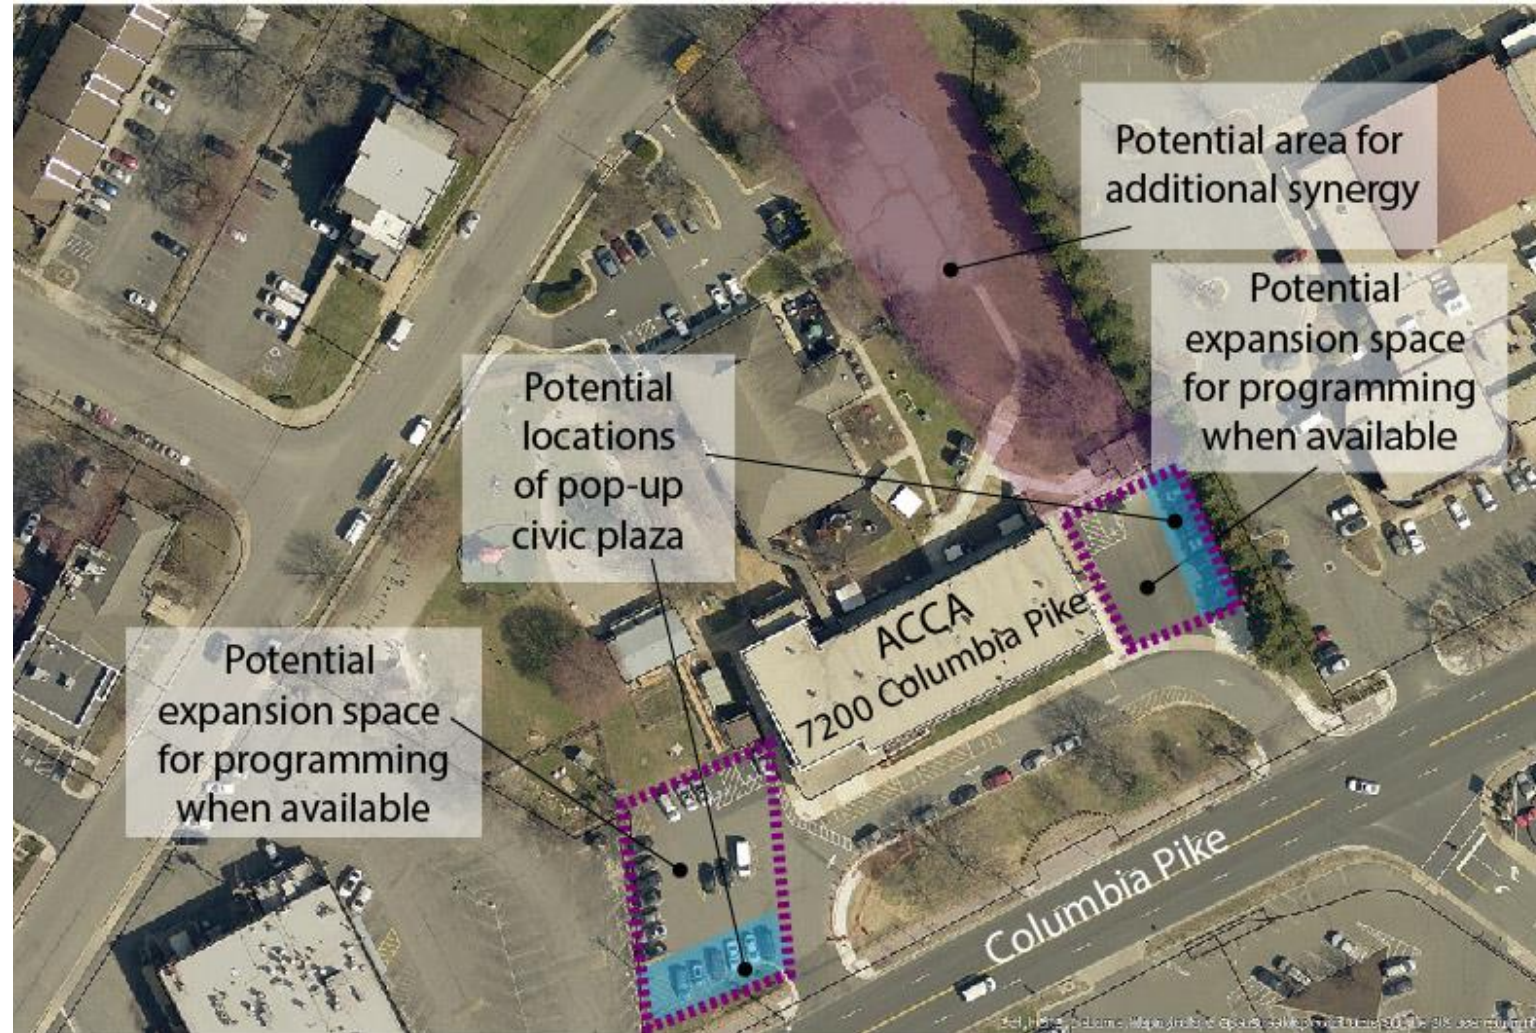 Potential area for
additional synergy
Potential
expansion space
for programming
when available
Potential
locations
of pop-up
civic plaza
ACCA
7200 Columbia Pike
Potential
expansion space
for programming
when available
Columbia Pike